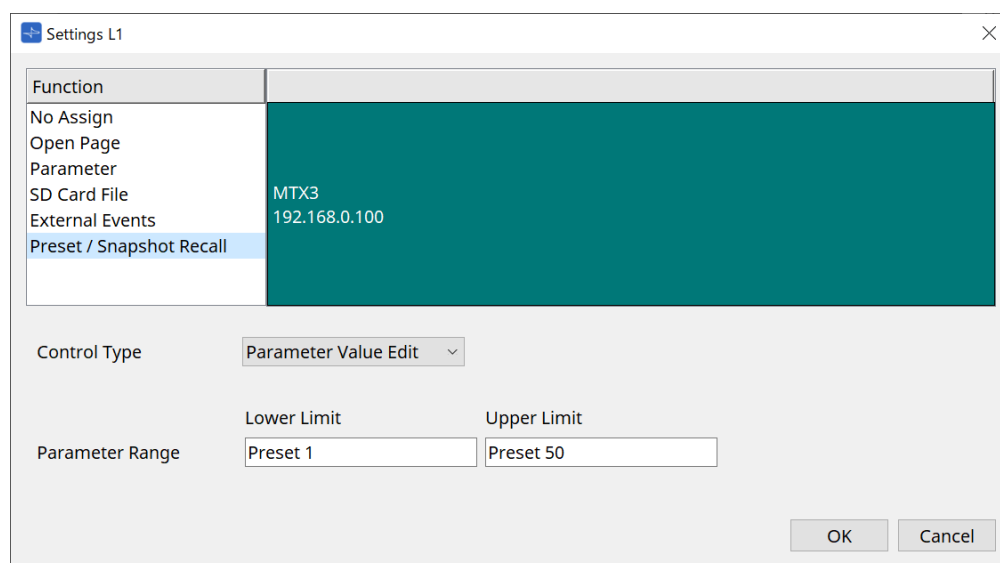 Settings L1
Function
No Assign
Open Page
Parameter
SD Card File
External Events
Preset / Snapshot Recall
MTX3
192.168.0.100
Control Type
Parameter Value Edit
Lower Limit
Upper Limit
Parameter Range
Preset 1
Preset 50
OK
Cancel